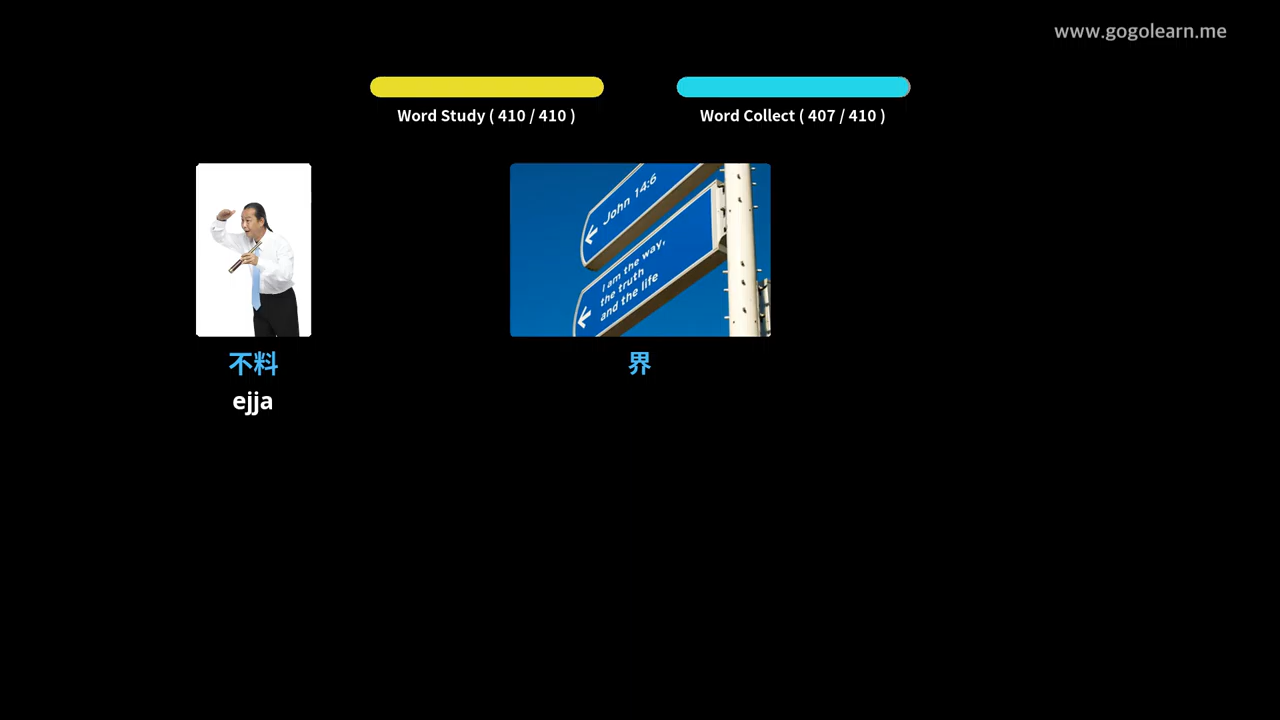 www.gogolearn.me
Word Study ( 410 / 410 )
Word Collect ( 407 / 410 )
John 14:6
I am the way,
the truth
and the life
不料
界
ejja